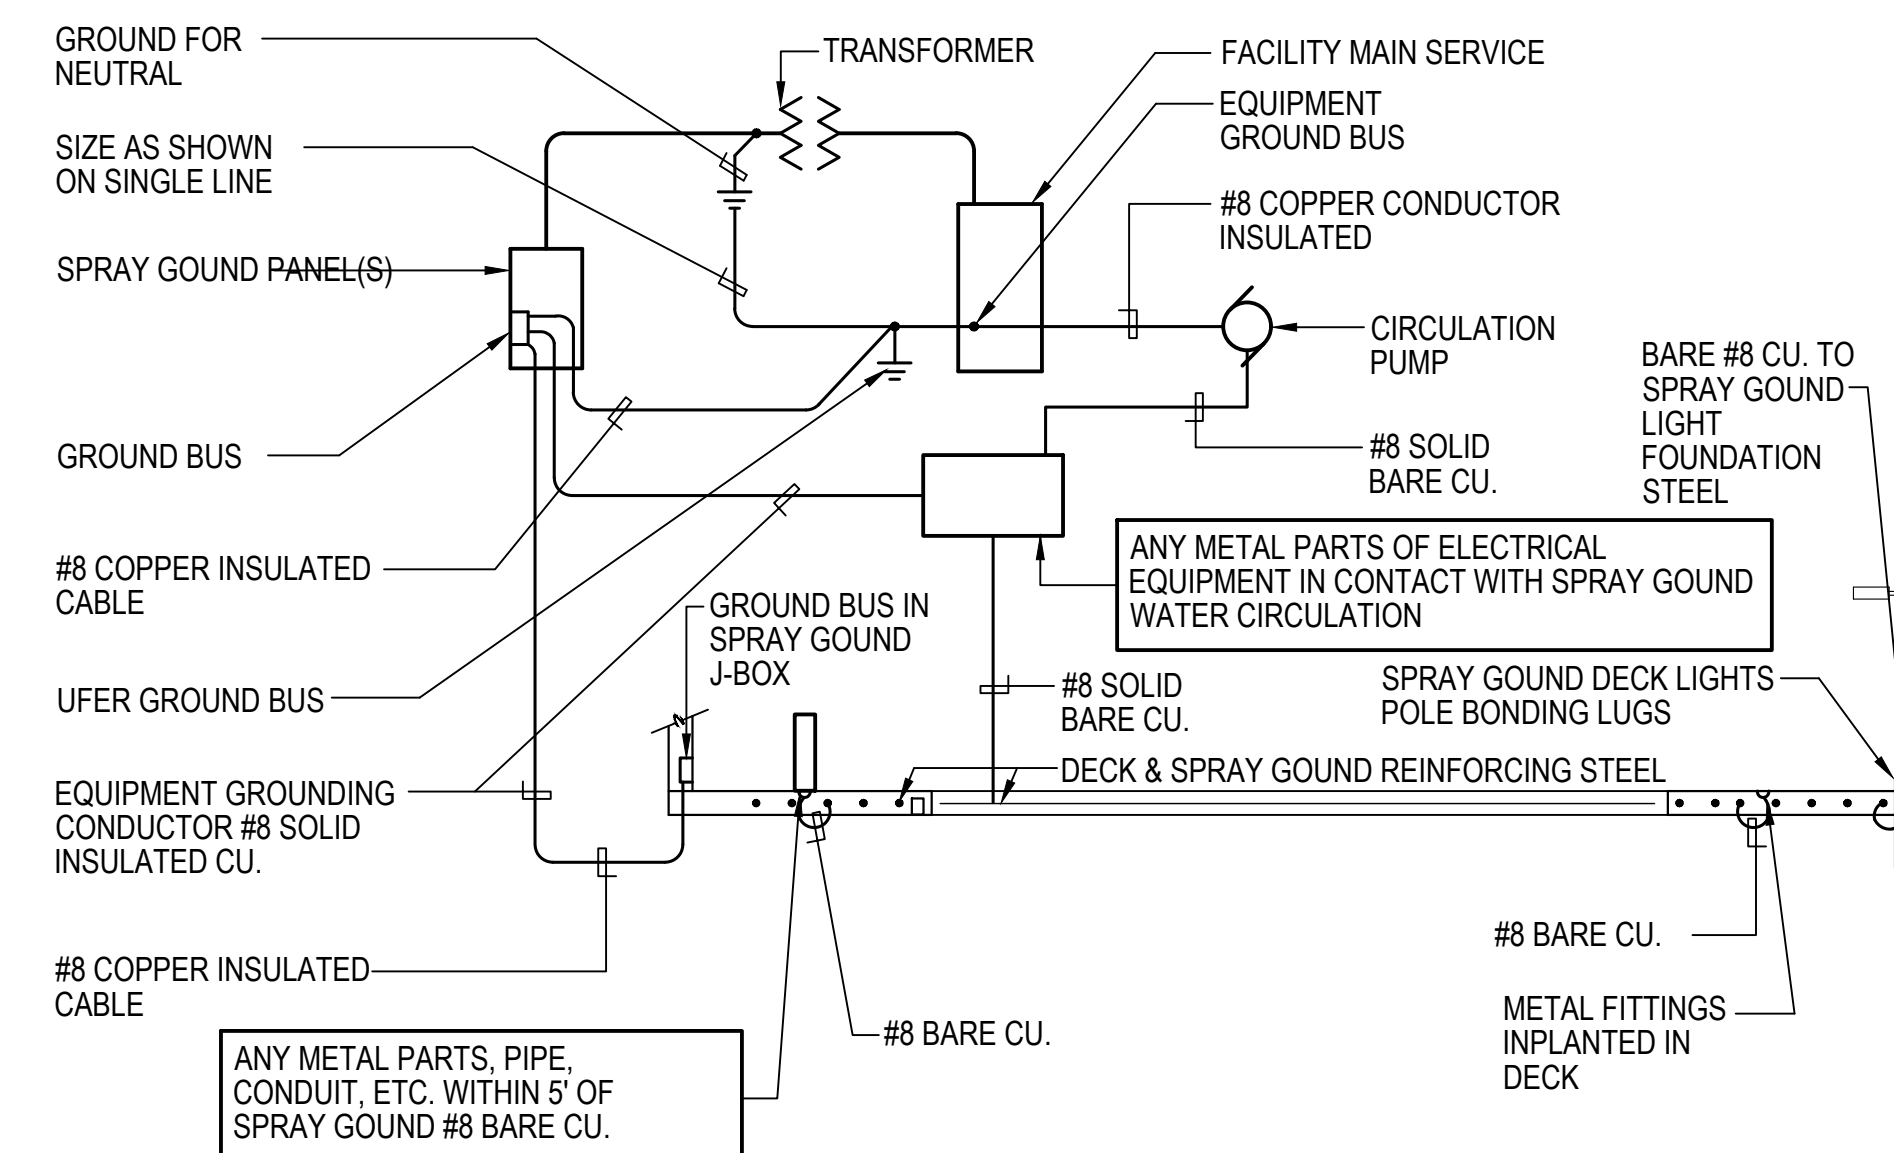 GROUND FOR
NEUTRAL
TRANSFORMER
FACILITY MAIN SERVICE
EQUIPMENT
GROUND BUS
SIZE AS SHOWN
ON SINGLE LINE
#8 COPPER CONDUCTOR
INSULATED
SPRAY GOUND PANEL(S)
CIRCULATION
PUMP
BARE #8 CU. TO
SPRAY GOUND
LIGHT
FOUNDATION
STEEL
GROUND BUS
#8 SOLID
BARE CU.
ANY METAL PARTS OF ELECTRICAL
EQUIPMENT IN CONTACT WITH SPRAY GOUND
WATER CIRCULATION
#8 COPPER INSULATED
CABLE
GROUND BUS IN
SPRAY GOUND
J-BOX
UFER GROUND BUS
#8 SOLID
BARE CU.
SPRAY GOUND DECK LIGHTS
POLE BONDING LUGS
DECK & SPRAY GOUND REINFORCING STEEL
EQUIPMENT GROUNDING
CONDUCTOR #8 SOLID
INSULATED CU.
#8 COPPER INSULATED
CABLE
#8 BARE CU.
METAL FITTINGS
INPLANTED IN
DECK
#8 BARE CU.
ANY METAL PARTS, PIPE,
CONDUIT, ETC. WITHIN 5' OF
SPRAY GOUND #8 BARE CU.